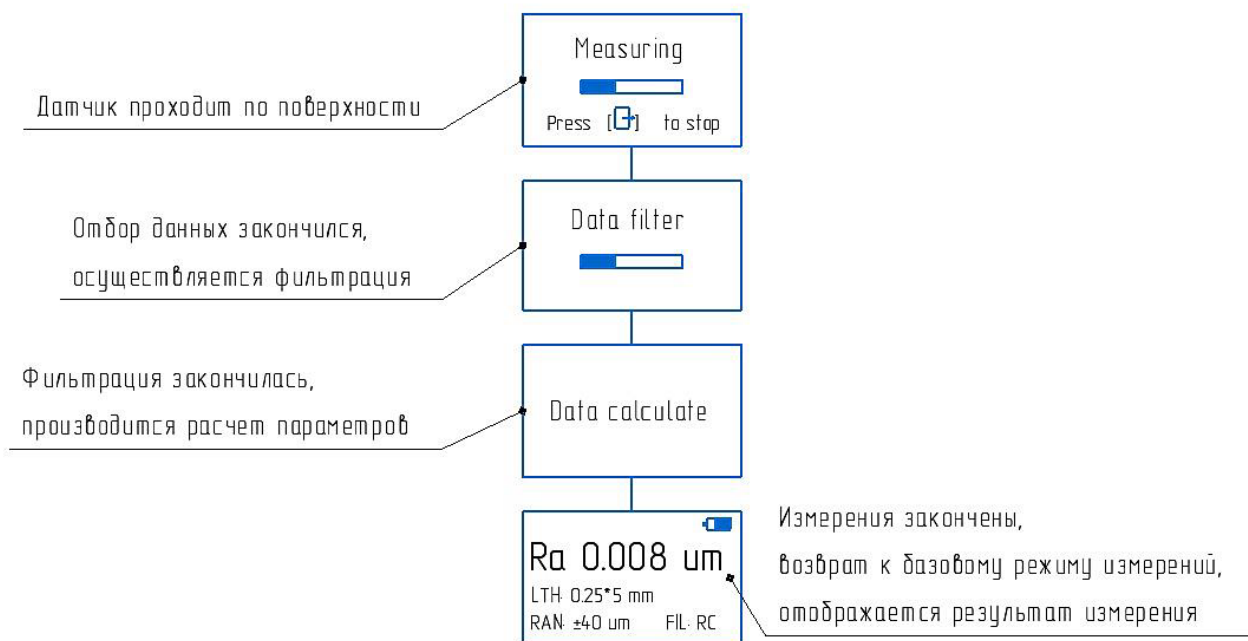 Measuring
Датчик проходит по поверхности
Press [ ] to stop
Data filter
Отбор данных закончился,
осуществляется фильтрация
Фильтрация закончилась,
производится расчет параметров
Data calculate
Ra 0.008 um
LTH: 0.25*5 mm
RAN: ±40 um FIL: RC
Измерения закончены,
возврат к базовому режиму измерений,
отображается результат измерения